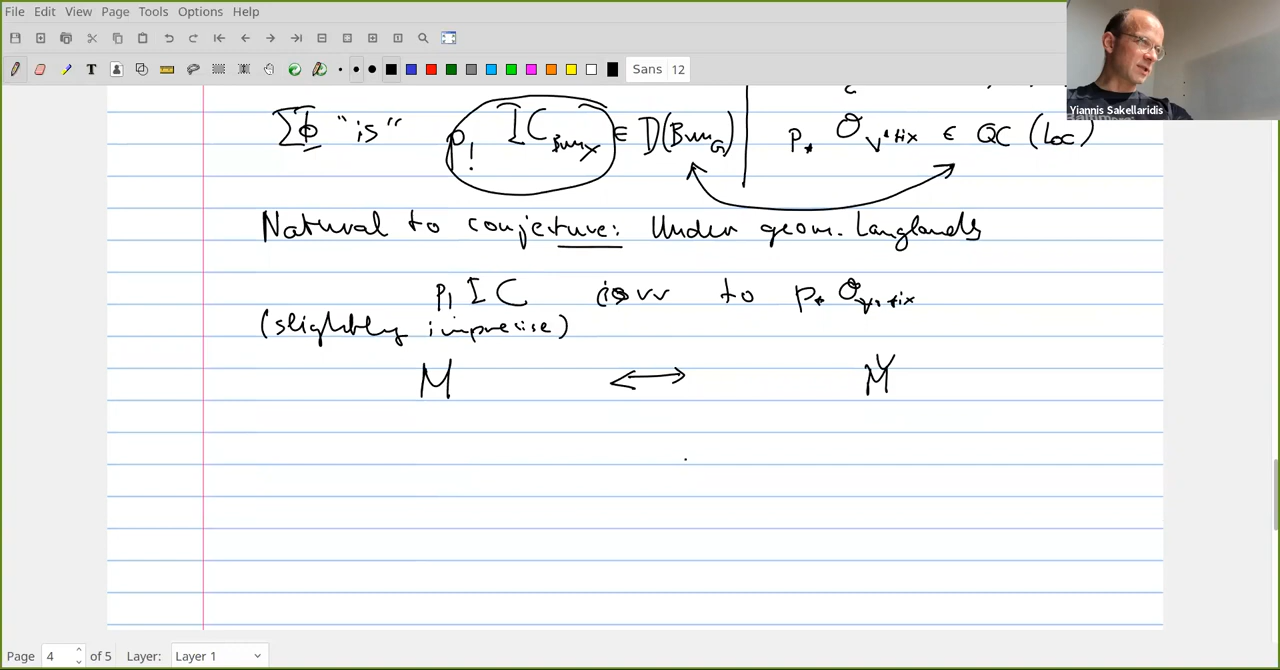 File Edit View Page Tools Options Help
Sans 12
Yiannis Sakellaridis
ΣΦ "is" p! IC_Bun_X ∈ D(Bun_G) | p* O_V^fix ∈ QC (Loc)
Natural to conjecture: Under geom. Langlands
p! IC corr to p* O_V^fix
(slightly imprecise)
M ⟷ M^∨
Page 4 of 5 Layer: Layer 1